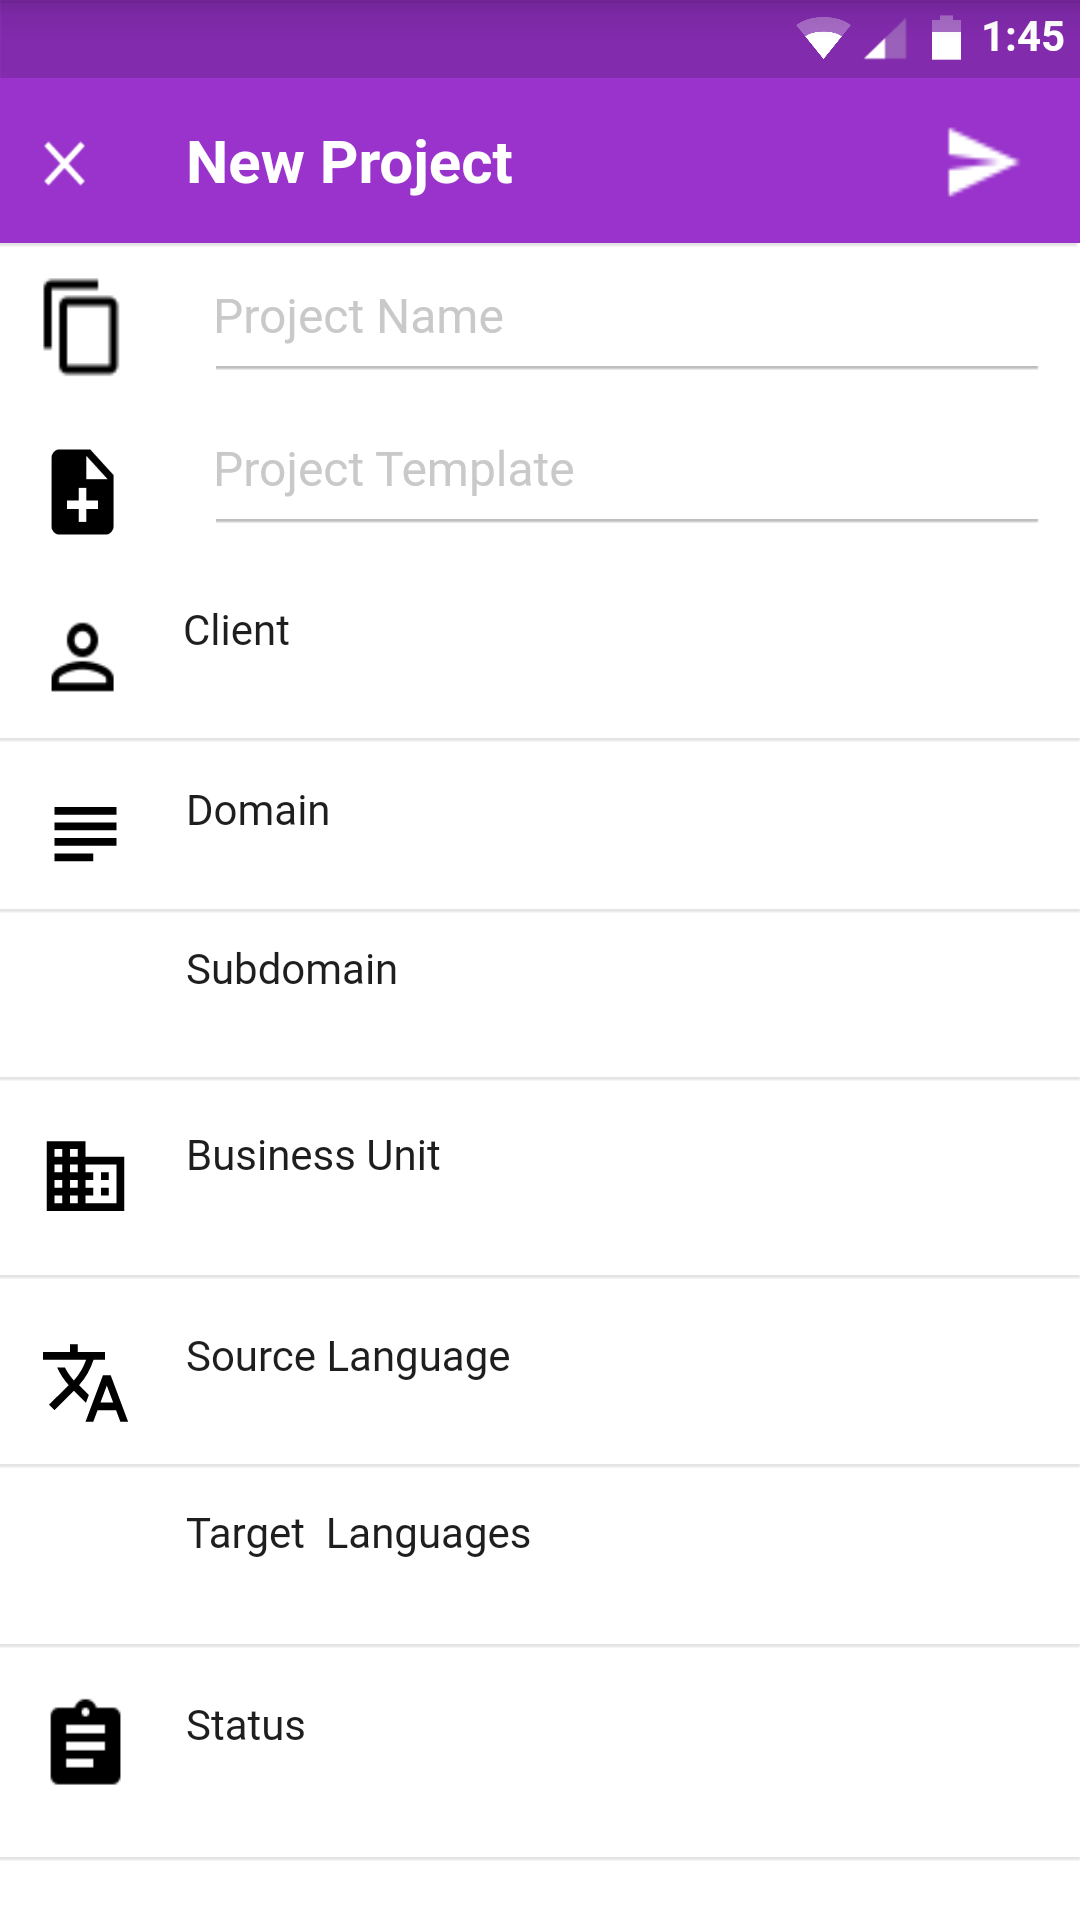 1:45
New Project
Project Name
Project Template
Client
Domain
Subdomain
Business Unit
Source Language
Target  Languages
Status